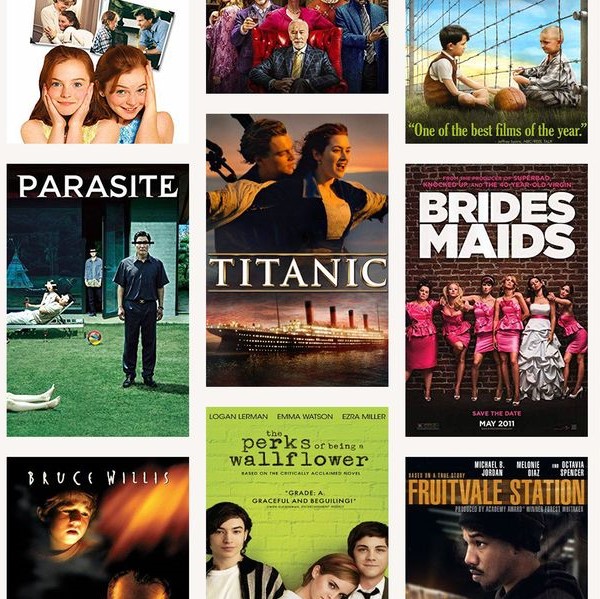 "One of the best films of the year."
PARASITE
TITANIC
FROM THE PRODUCER OF SUPERBAD,
KNOCKED UP AND THE 40-YEAR-OLD VIRGIN
BRIDES
MAIDS
SAVE THE DATE
MAY 2011
LOGAN LERMAN EMMA WATSON EZRA MILLER
the
perks of being a
wallflower
BASED ON THE CRITICALLY ACCLAIMED NOVEL
"GRADE: A.
GRACEFUL AND BEGUILING!"
BRUCE WILLIS
BASED ON A TRUE STORY
MICHAEL B. JORDAN
MELONIE DIAZ
AND OCTAVIA SPENCER
FRUITVALE STATION
PRODUCED BY ACADEMY AWARD WINNER FOREST WHITAKER